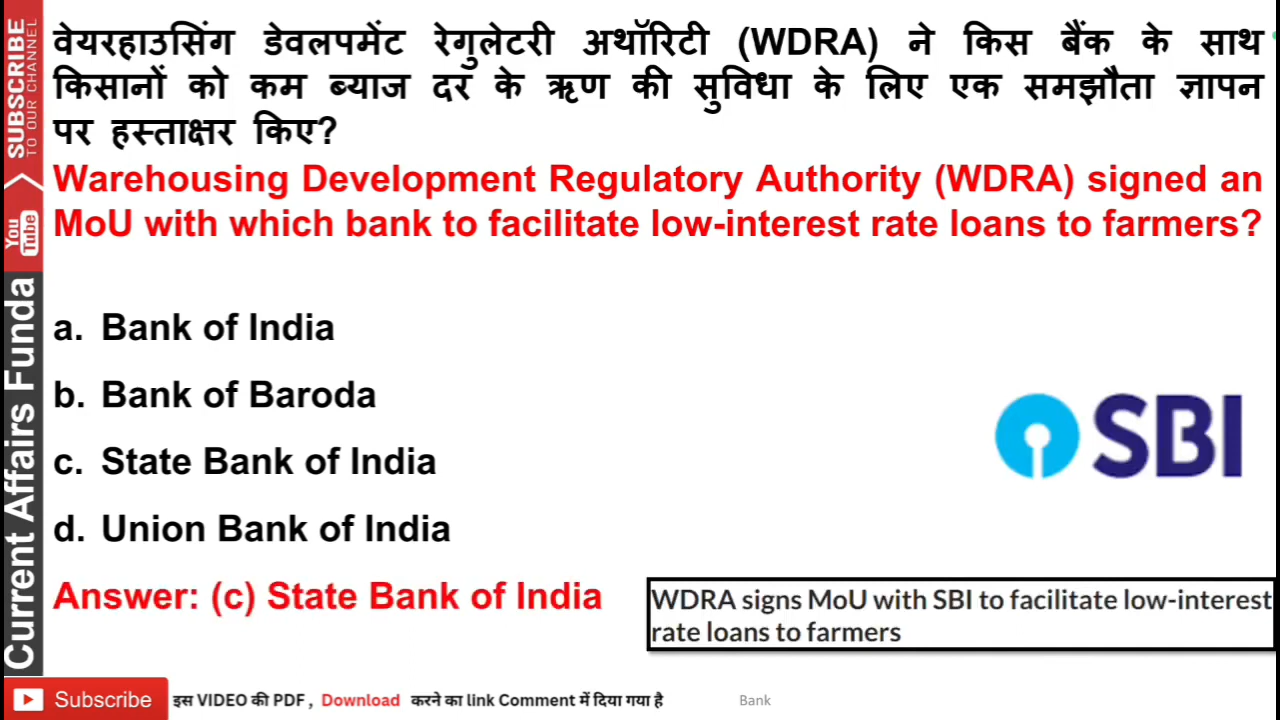 वेयरहाउसिंग डेवलपमेंट रेगुलेटरी अथॉरिटी (WDRA) ने किस बैंक के साथ
किसानों को कम ब्याज दर के ऋण की सुविधा के लिए एक समझौता ज्ञापन
पर हस्ताक्षर किए?
Warehousing Development Regulatory Authority (WDRA) signed an
MoU with which bank to facilitate low-interest rate loans to farmers?
a. Bank of India
b. Bank of Baroda
c. State Bank of India
d. Union Bank of India
SBI
Answer: (c) State Bank of India
WDRA signs MoU with SBI to facilitate low-interest
rate loans to farmers
SUBSCRIBE
TO OUR CHANNEL
You
Tube
Current Affairs Funda
Subscribe
इस VIDEO की PDF , Download करने का link Comment में दिया गया है
Bank